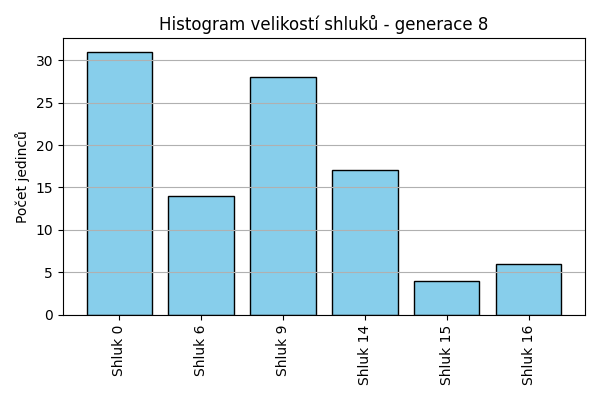 Histogram velikostí shluků - generace 8
Počet jedinců
30
25
20
15
10
5
0
Shluk 0
Shluk 6
Shluk 9
Shluk 14
Shluk 15
Shluk 16